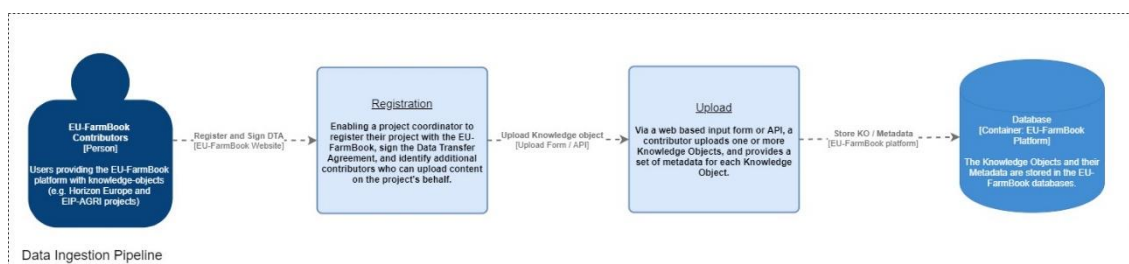 EU-FarmBook
Contributors
[Person]
Users providing the EU-FarmBook
platform with knowledge-objects
(e.g. Horizon Europe and
EIP-AGRI projects)
Register and Sign DTA
[EU-FarmBook Website]
Registration
Enabling a project coordinator to
register their project with the EU-
FarmBook, sign the Data Transfer
Agreement, and identify additional
contributors who can upload content
on the project's behalf.
Upload Knowledge object
[Upload Form / API]
Upload
Via a web based input form or API, a
contributor uploads one or more
Knowledge Objects, and provides a
set of metadata for each Knowledge
Object.
Store KO / Metadata
[EU-FarmBook platform]
Database
[Container: EU-FarmBook
Platform]
The Knowledge Objects and their
Metadata are stored in the EU-
FarmBook databases.
Data Ingestion Pipeline